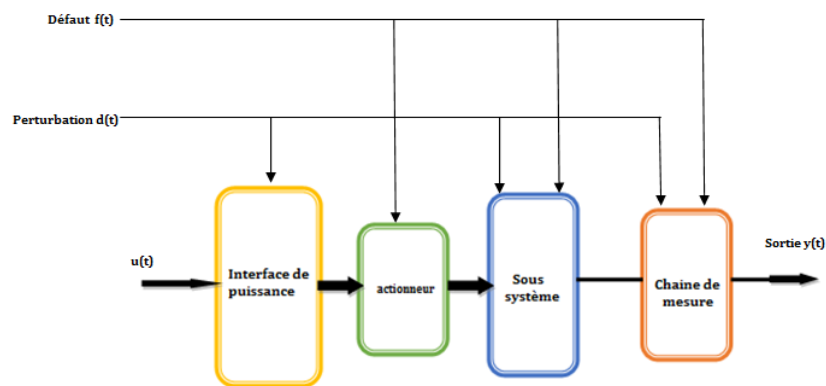 Défaut f(t)
Perturbation d(t)
u(t)
Interface de
puissance
actionneur
Sous
système
Chaine de
mesure
Sortie y(t)